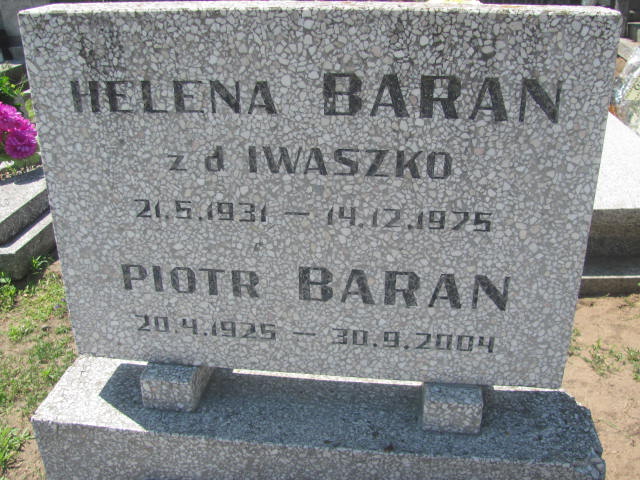 HELENA BARAN
z d IWASZKO
21.5.1931 – 14.12.1975
PIOTR BARAN
20.4.1925 – 30.9.2004